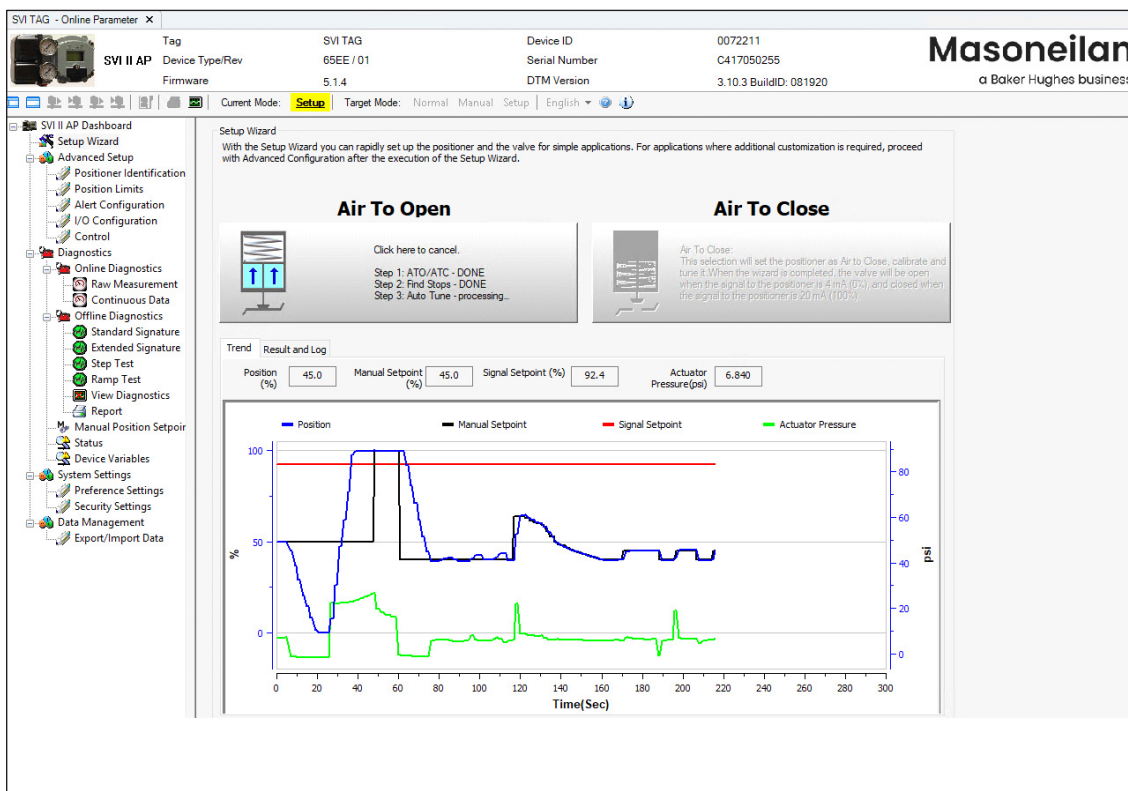 SVI TAG - Online Parameter ×
SVI II AP
Tag SVI TAG Device ID 0072211
Device Type/Rev 65EE / 01 Serial Number C417050255
Firmware 5.1.4 DTM Version 3.10.3 BuildID: 081920
Masoneilan
a Baker Hughes business
Current Mode: Setup Target Mode: Normal Manual Setup English
SVI II AP Dashboard
Setup Wizard
Advanced Setup
Positioner Identification
Position Limits
Alert Configuration
I/O Configuration
Control
Diagnostics
Online Diagnostics
Raw Measurement
Continuous Data
Offline Diagnostics
Standard Signature
Extended Signature
Step Test
Ramp Test
View Diagnostics
Report
Manual Position Setpoir
Status
Device Variables
System Settings
Preference Settings
Security Settings
Data Management
Export/Import Data
Setup Wizard
With the Setup Wizard you can rapidly set up the positioner and the valve for simple applications. For applications where additional customization is required, proceed
with Advanced Configuration after the execution of the Setup Wizard.
Air To Open
Click here to cancel.
Step 1: ATO/ATC - DONE
Step 2: Find Stops - DONE
Step 3: Auto Tune - processing...
Air To Close
Air To Close:
This selection will set the positioner as Air to Close, calibrate and
tune it.When the wizard is completed, the valve will be open
when the signal to the positioner is 4 mA (0%), and closed when
the signal to the positioner is 20 mA (100%).
Trend Result and Log
Position (%) 45.0 Manual Setpoint (%) 45.0 Signal Setpoint (%) 92.4 Actuator Pressure(psi) 6.840
Position Manual Setpoint Signal Setpoint Actuator Pressure
100
50
0
%
80
60
40
20
0
psi
0 20 40 60 80 100 120 140 160 180 200 220 240 260 280 300
Time(Sec)